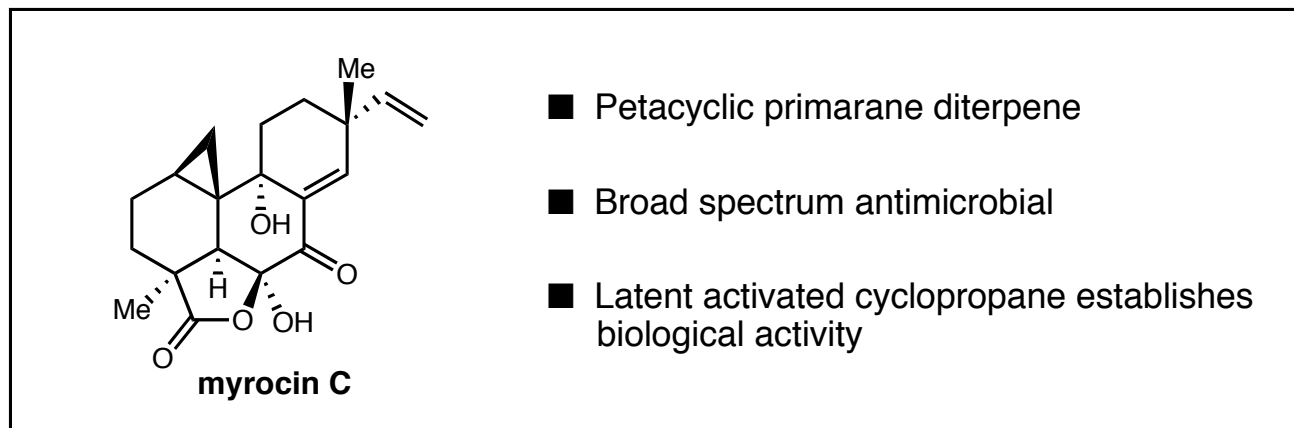 Me
OH
H
O
Me
O
OH
O
myrocin C
■ Petacyclic primarane diterpene
■ Broad spectrum antimicrobial
■ Latent activated cyclopropane establishes
biological activity